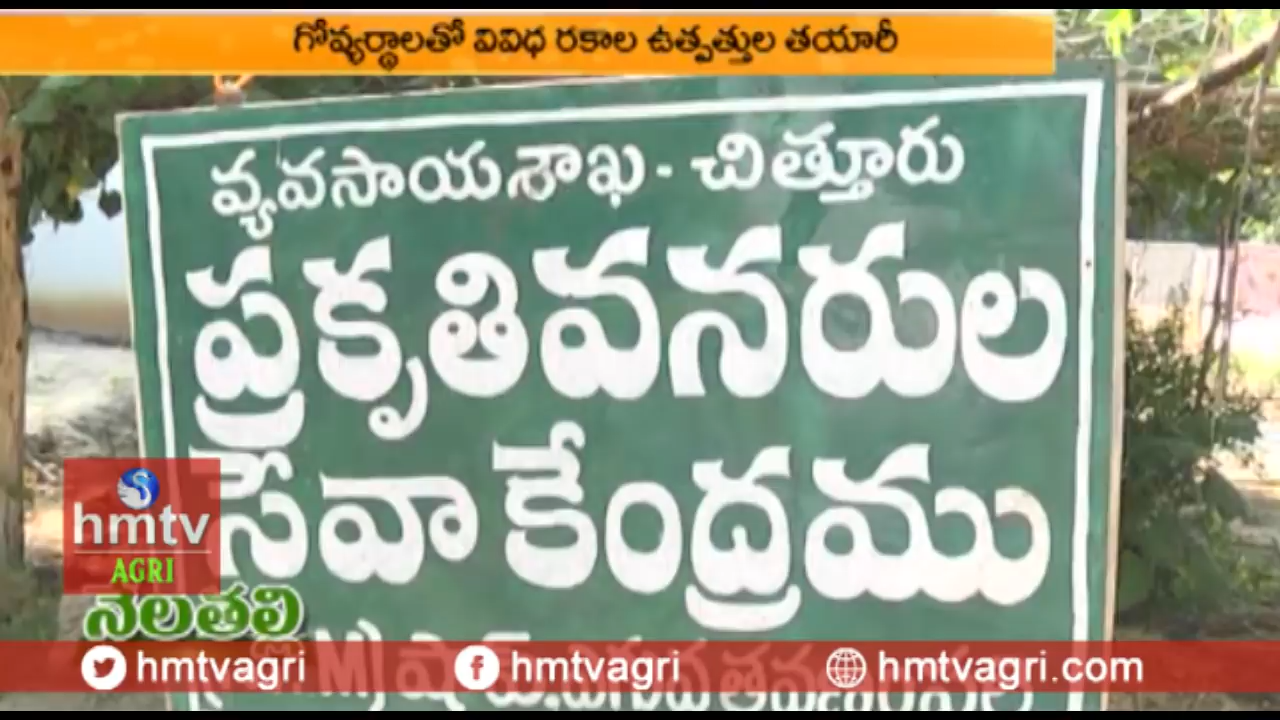 గోవ్యర్థాలతో వివిధ రకాల ఉత్పత్తుల తయారీ
వ్యవసాయశాఖ - చిత్తూరు
ప్రకృతివనరుల
సేవా కేంద్రము
hmtv
AGRI
నేలతల్లి
hmtvagri
hmtvagri
hmtvagri.com